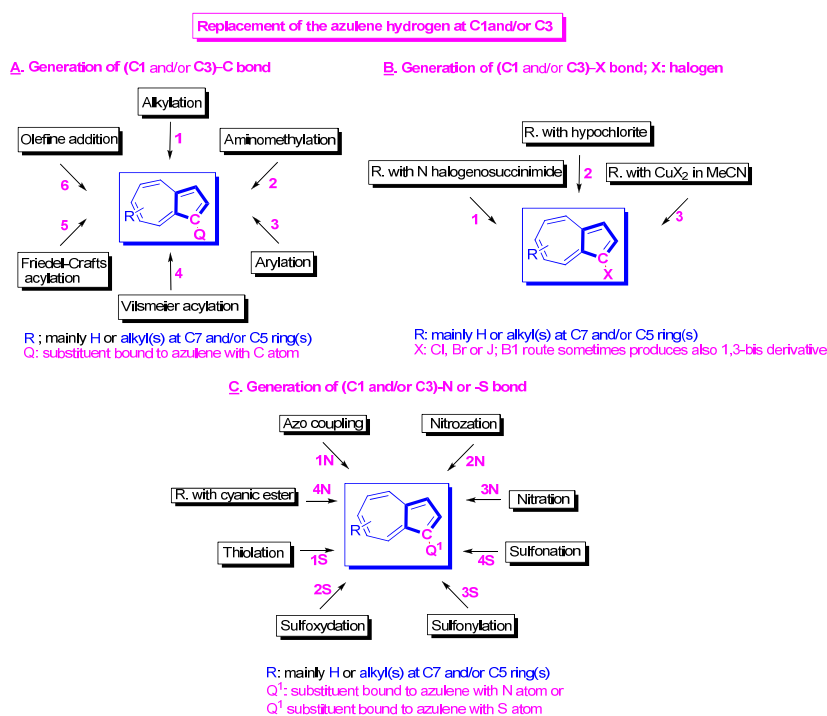 Replacement of the azulene hydrogen at C1and/or C3
A. Generation of (C1 and/or C3)–C bond
Alkylation
1
Olefine addition
Aminomethylation
6
2
R
C
Q
5
3
Friedel-Crafts
acylation
4
Arylation
Vilsmeier acylation
R ; mainly H or alkyl(s) at C7 and/or C5 ring(s)
Q: substituent bound to azulene with C atom
B. Generation of (C1 and/or C3)–X bond; X: halogen
R. with hypochlorite
R. with N halogenosuccinimide
2
R. with CuX2 in MeCN
1
3
R
C
X
R: mainly H or alkyl(s) at C7 and/or C5 ring(s)
X: Cl, Br or J; B1 route sometimes produces also 1,3-bis derivative
C. Generation of (C1 and/or C3)-N or -S bond
Azo coupling
Nitrozation
1N
2N
R. with cyanic ester
4N
3N
Nitration
R
C
Q1
Thiolation
1S
4S
Sulfonation
2S
3S
Sulfoxydation
Sulfonylation
R: mainly H or alkyl(s) at C7 and/or C5 ring(s)
Q1: substituent bound to azulene with N atom or
Q1 substituent bound to azulene with S atom